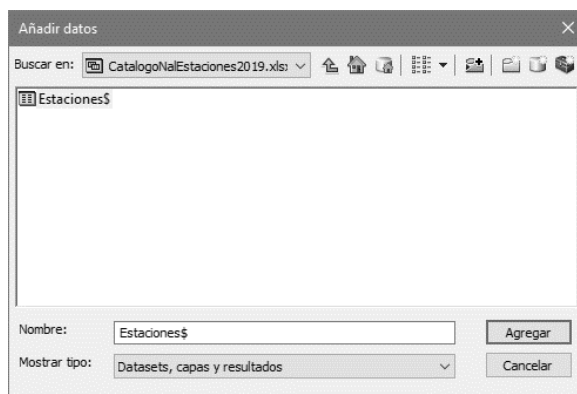 Añadir datos
Buscar en: CatalogoNalEstaciones2019.xls
Estaciones$
Nombre: Estaciones$ Agregar
Mostrar tipo: Datasets, capas y resultados Cancelar